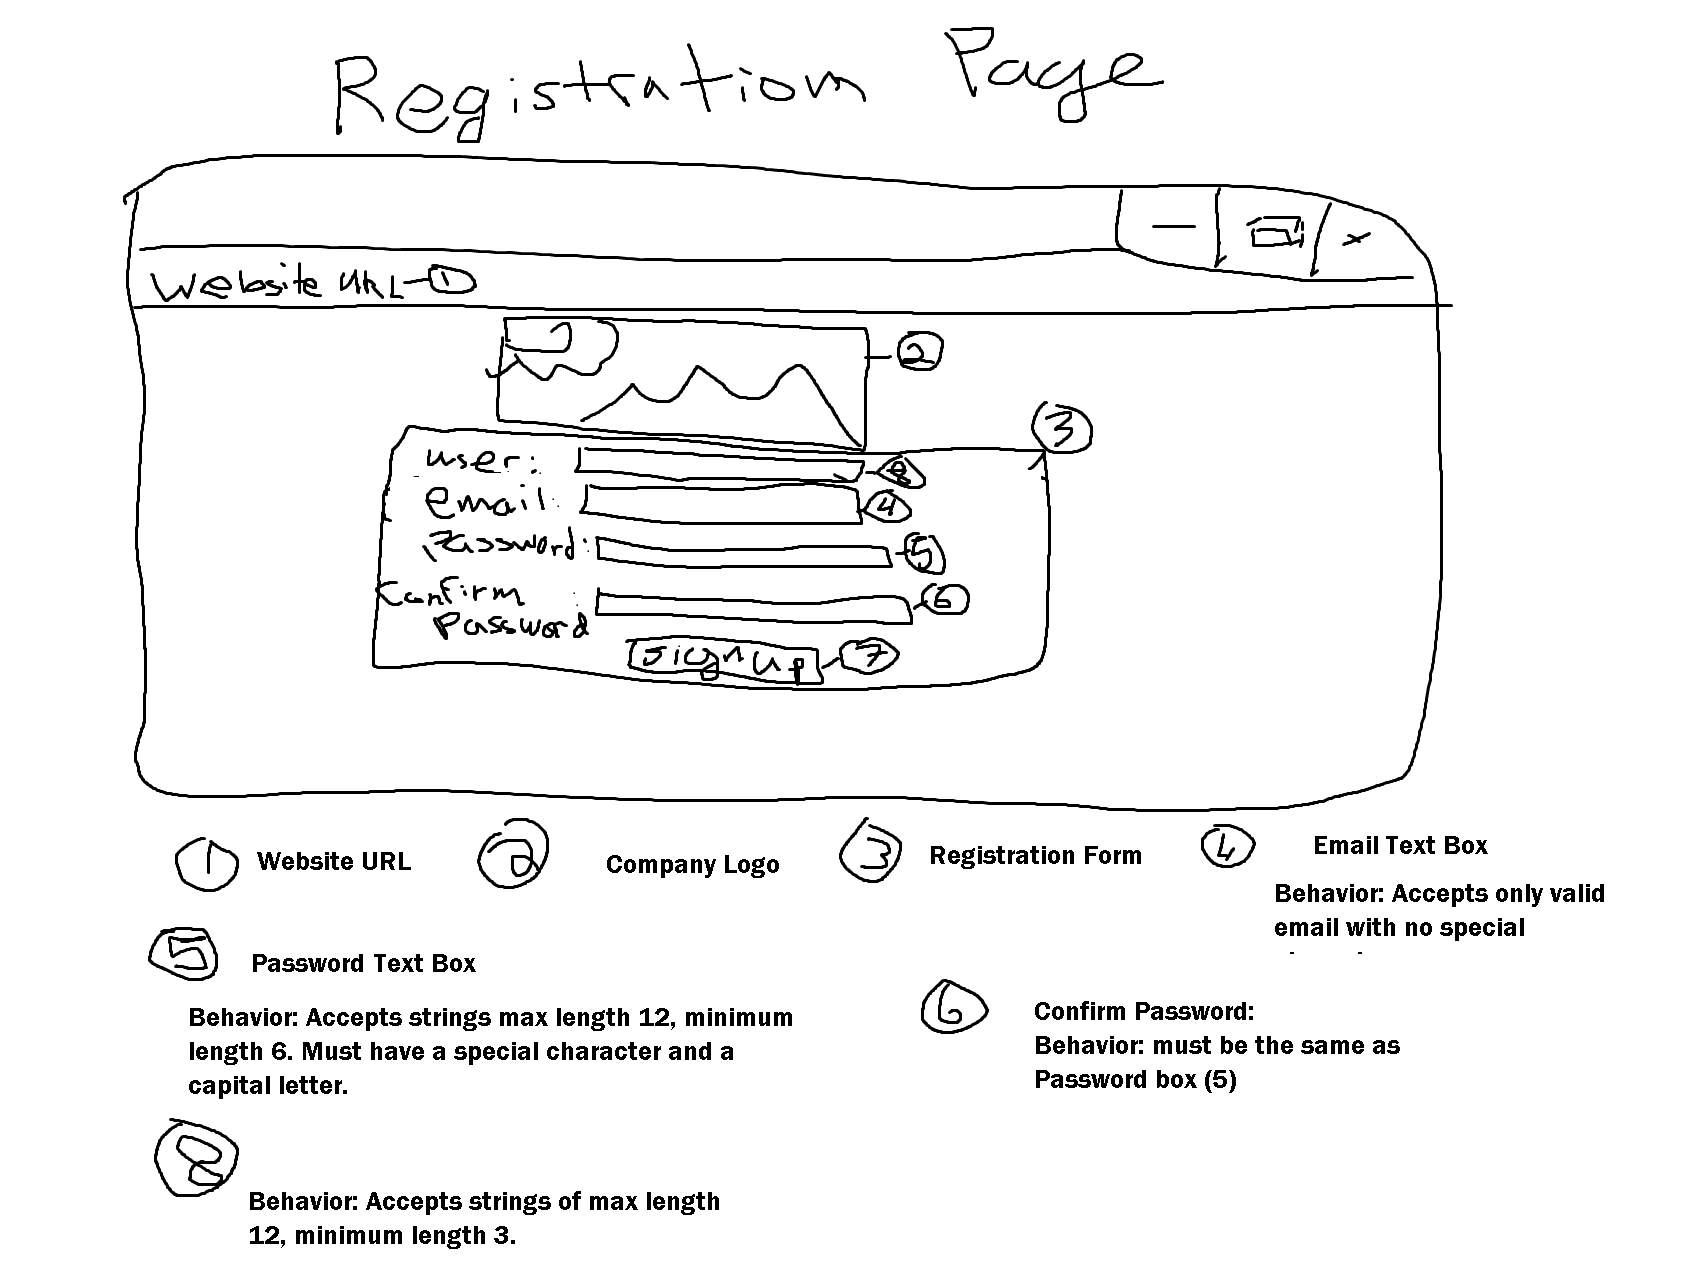 Registration Page
Website URL 1
2
3
user: 8
email: 4
Password: 5
Confirm 6
Password
sign up 7
1 Website URL
2 Company Logo
3 Registration Form
4 Email Text Box
Behavior: Accepts only valid
email with no special
5 Password Text Box
Behavior: Accepts strings max length 12, minimum
length 6. Must have a special character and a
capital letter.
6 Confirm Password:
Behavior: must be the same as
Password box (5)
8
Behavior: Accepts strings of max length
12, minimum length 3.